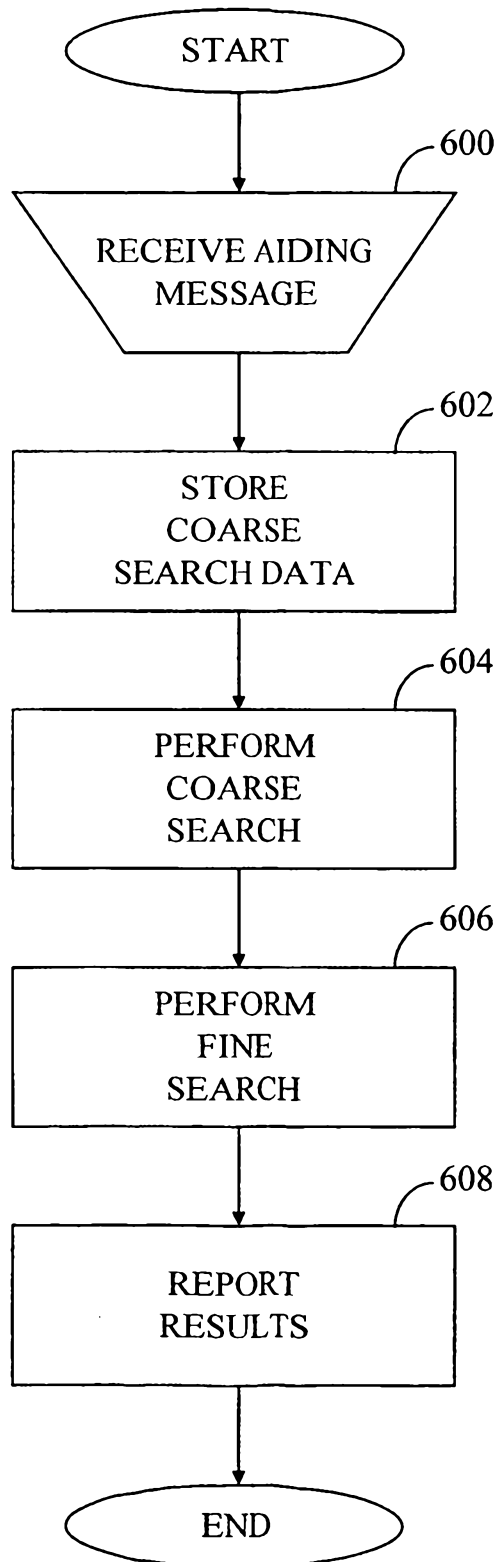 START
600
RECEIVE AIDING
MESSAGE
602
STORE
COARSE
SEARCH DATA
604
PERFORM
COARSE
SEARCH
606
PERFORM
FINE
SEARCH
608
REPORT
RESULTS
END